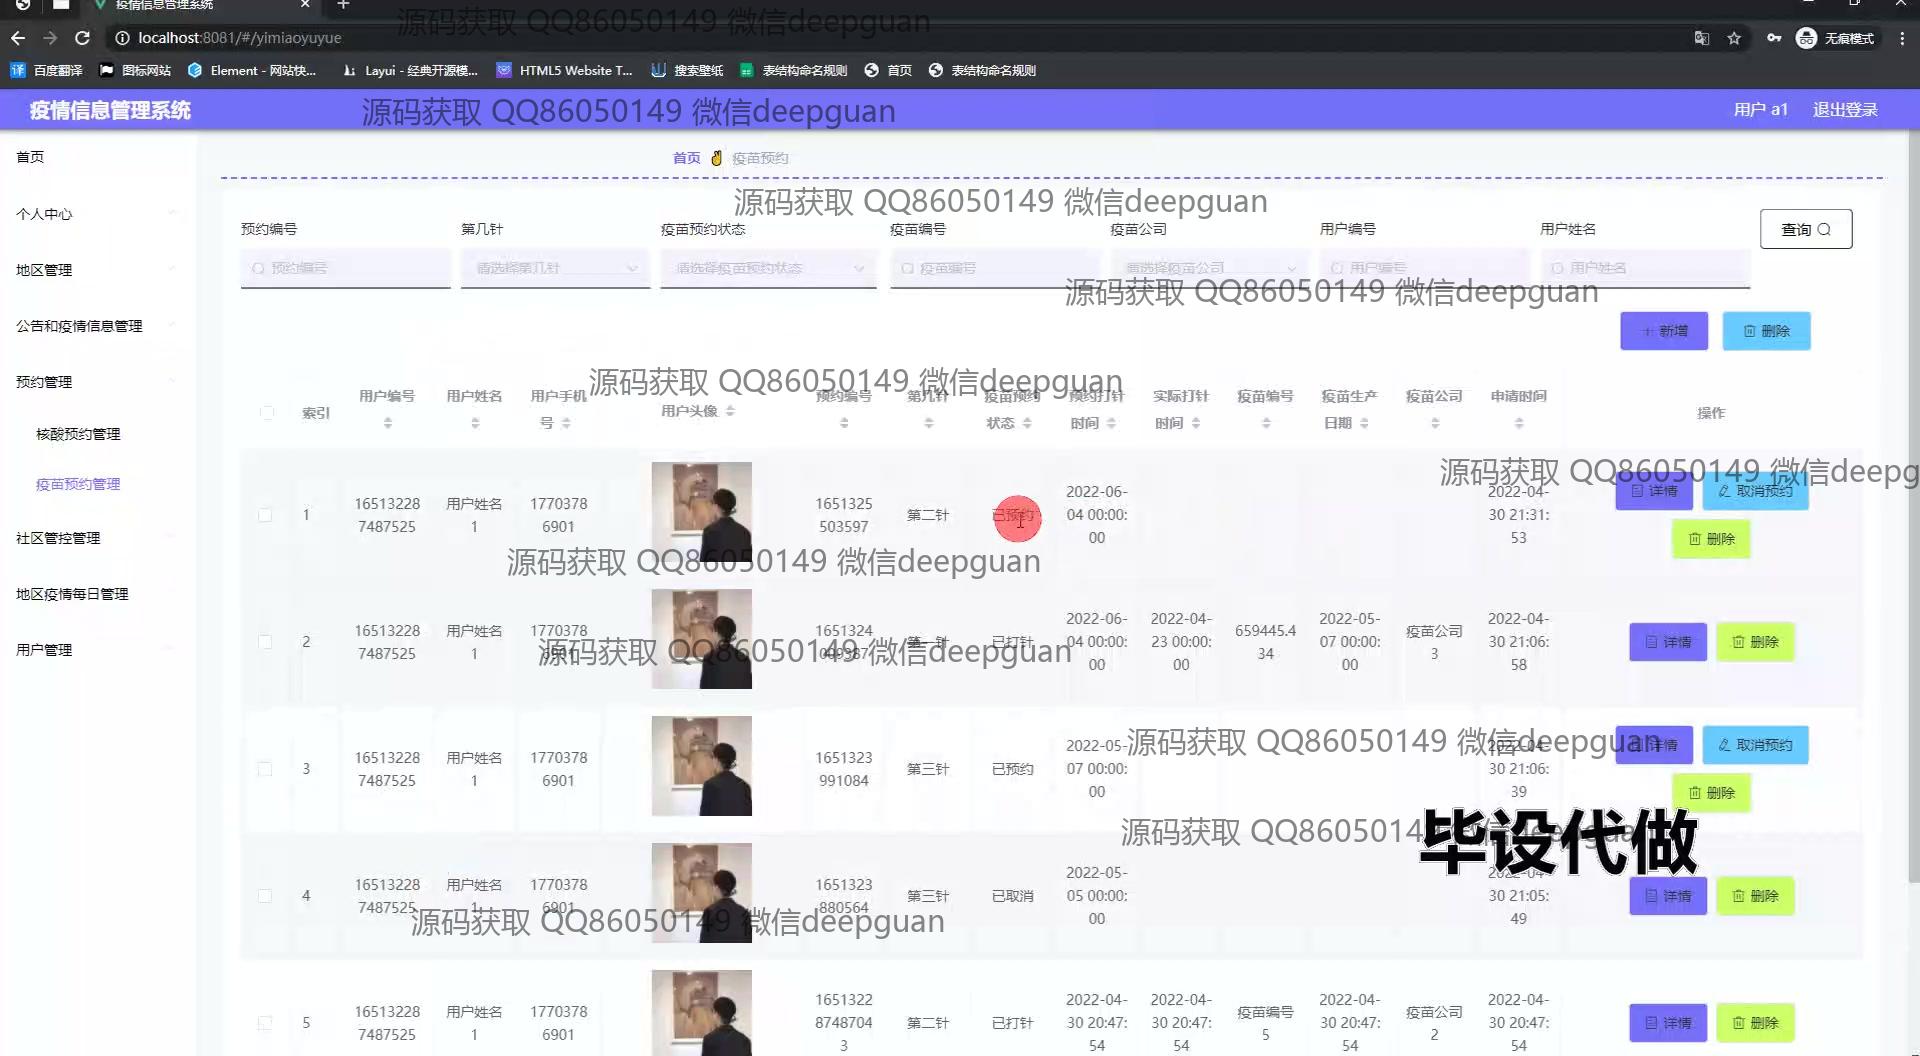 疫情信息管理系统
源码获取 QQ86050149 微信deepguan
localhost:8081/#/yimiaoyuyue
无痕模式
百度翻译 图标网站 Element - 网站快... Layui - 经典开源模... HTML5 Website T... 搜索壁纸 表结构命名规则 首页 表结构命名规则
疫情信息管理系统 源码获取 QQ86050149 微信deepguan 用户 a1 退出登录
首页
个人中心
地区管理
公告和疫情信息管理
预约管理
核酸预约管理
疫苗预约管理
社区管控管理
地区疫情每日管理
用户管理
首页 疫苗预约
源码获取 QQ86050149 微信deepguan
预约编号 第几针 疫苗预约状态 疫苗编号 疫苗公司 用户编号 用户姓名 查询
预约编号 请选择第几针 请选择疫苗预约状态 疫苗编号 请选择疫苗公司 用户编号 用户姓名
源码获取 QQ86050149 微信deepguan
新增 删除
源码获取 QQ86050149 微信deepguan
索引 用户编号 用户姓名 用户手机号 用户头像 预约编号 第几针 疫苗预约状态 预约打针时间 实际打针时间 疫苗编号 疫苗生产日期 疫苗公司 申请时间 操作
源码获取 QQ86050149 微信deepg
1 165132287487525 用户姓名1 17703786901 1651325503597 第二针 已预约 2022-06-04 00:00:00 2022-04-30 21:31:53 详情 取消预约 删除
源码获取 QQ86050149 微信deepguan
2 165132287487525 用户姓名1 1770378 1651324 第一针 已打针 2022-06-04 00:00:00 2022-04-23 00:00:00 659445.434 2022-05-07 00:00:00 疫苗公司3 2022-04-30 21:06:58 详情 删除
源码获取 QQ86050149 微信deepguan
3 165132287487525 用户姓名1 17703786901 1651323991084 第三针 已预约 2022-05-07 00:00:00 2022-04-30 21:06:39 详情 取消预约 删除
源码获取 QQ86050149 微信deepguan
源码获取 QQ8605014
毕设代做
4 165132287487525 用户姓名1 17703786901 1651323880564 第三针 已取消 2022-05-05 00:00:00 2022-04-30 21:05:49 详情 删除
源码获取 QQ86050149 微信deepguan
5 165132287487525 用户姓名1 17703786901 165132287487043 第二针 已打针 2022-04-30 20:47:54 2022-04-30 20:47:54 疫苗编号5 2022-04-30 20:47:54 疫苗公司2 2022-04-30 20:47:54 详情 删除